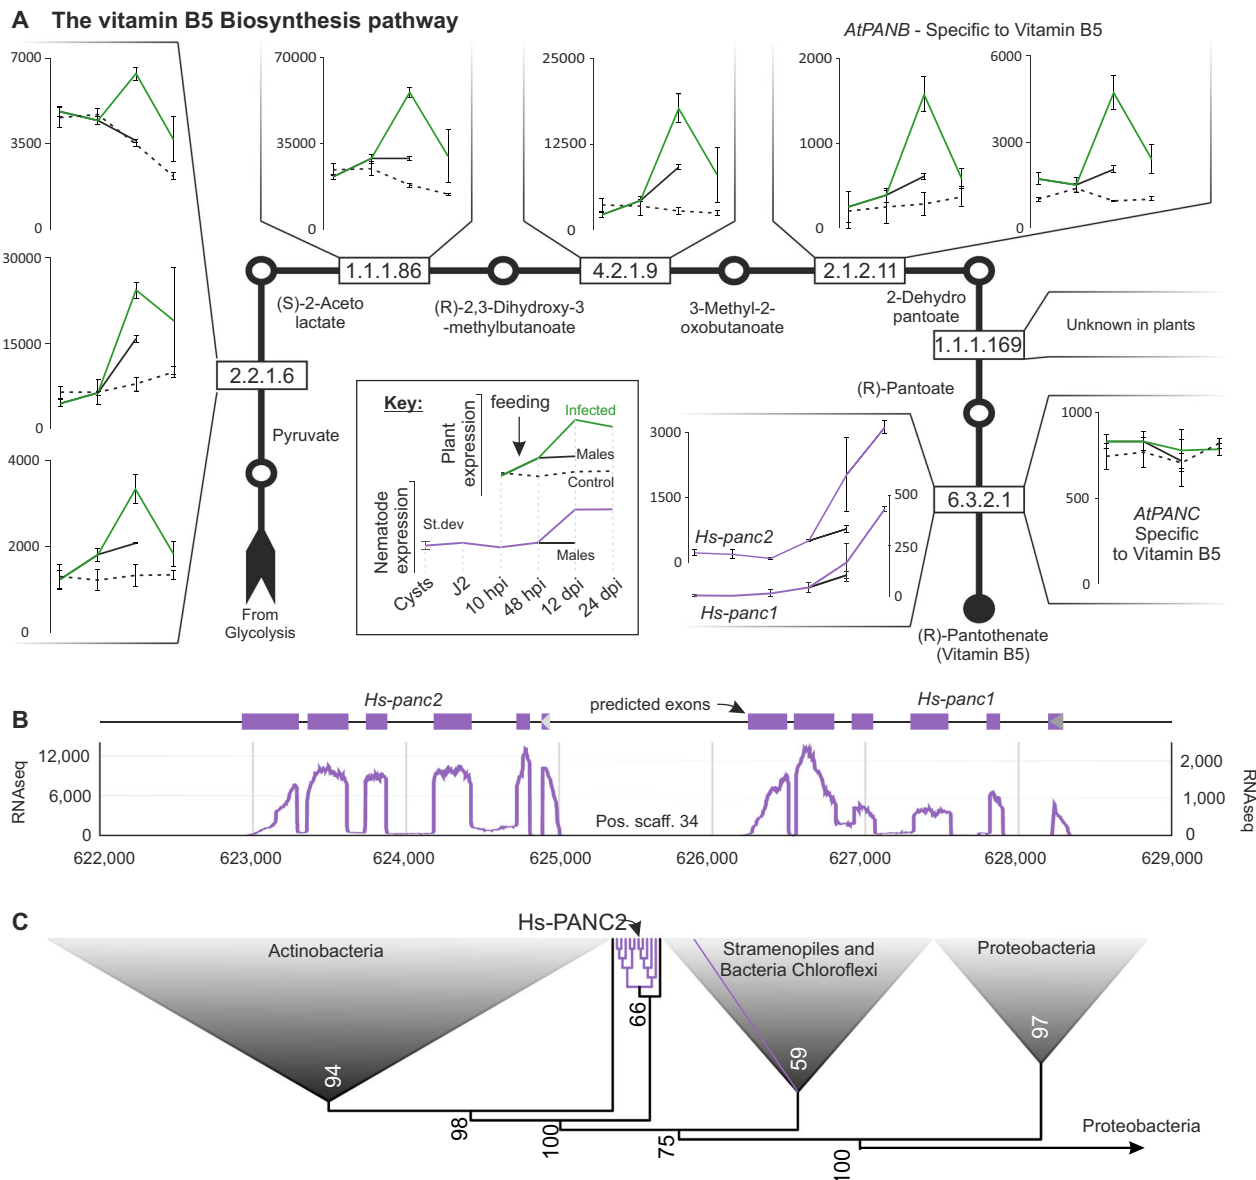 A The vitamin B5 Biosynthesis pathway
AtPANB - Specific to Vitamin B5
7000
3500
0
70000
35000
0
25000
12500
0
2000
1000
0
6000
3000
0
30000
15000
0
4000
2000
0
2.2.1.6
1.1.1.86
4.2.1.9
2.1.2.11
(S)-2-Aceto
lactate
(R)-2,3-Dihydroxy-3
-methylbutanoate
3-Methyl-2-
oxobutanoate
2-Dehydro
pantoate
1.1.1.169
Unknown in plants
(R)-Pantoate
Pyruvate
From
Glycolysis
Key:
feeding
Infected
Males
Control
Plant
expression
Nematode
expression
St.dev
Males
Cysts
J2
10 hpi
48 hpi
12 dpi
24 dpi
3000
1500
0
Hs-panc2
500
250
0
Hs-panc1
6.3.2.1
1000
500
0
AtPANC
Specific
to Vitamin B5
(R)-Pantothenate
(Vitamin B5)
B
Hs-panc2
predicted exons
Hs-panc1
RNAseq
12,000
6,000
0
Pos. scaff. 34
2,000
1,000
0
RNAseq
622,000
623,000
624,000
625,000
626,000
627,000
628,000
629,000
C
Hs-PANC2
Actinobacteria
Stramenopiles and
Bacteria Chloroflexi
Proteobacteria
94
66
59
97
98
100
75
100
Proteobacteria